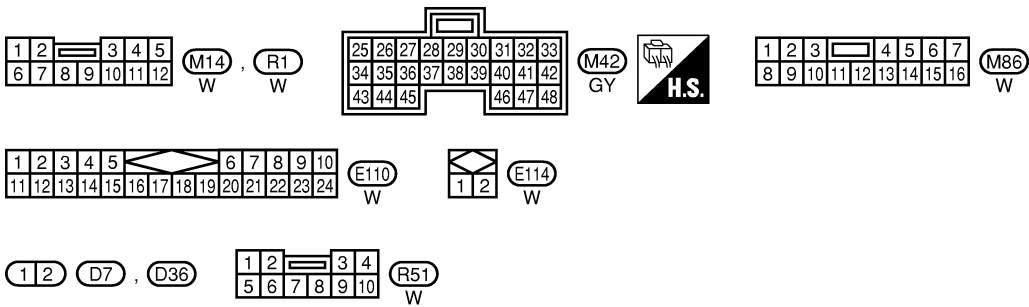 1 2 3 4 5
6 7 8 9 10 11 12
M14 , R1
W W
25 26 27 28 29 30 31 32 33
34 35 36 37 38 39 40 41 42
43 44 45 46 47 48
M42
GY
H.S.
1 2 3 4 5 6 7
8 9 10 11 12 13 14 15 16
M86
W
1 2 3 4 5 6 7 8 9 10
11 12 13 14 15 16 17 18 19 20 21 22 23 24
E110
W
1 2
E114
W
1 2 D7 , D36
1 2 3 4
5 6 7 8 9 10
R51
W